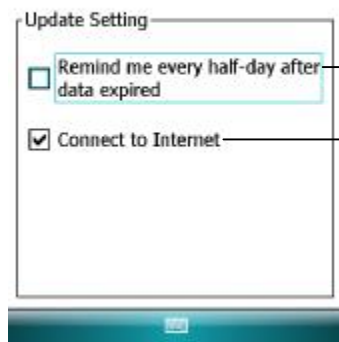 Update Setting
Remind me every half-day after
data expired
Connect to Internet